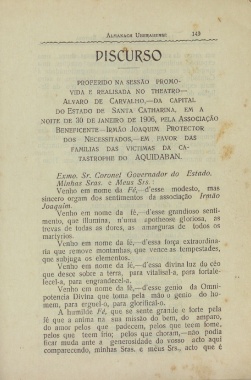 ALMANACH UBERABENSE 143
DISCURSO
PROFERIDO NA SESSÃO PROMO-
VIDA E REALISADA NO THEATRO—
ALVARO DE CARVALHO,—DA CAPITAL
DO ESTADO DE SANTA CATHARINA, EM A
NOITE DE 30 DE JANEIRO DE 1906, PELA ASSOCIAÇÃO
BENEFICENTE—IRMÃO JOAQUIM PROTECTOR
DOS NECESSITADOS,—EM FAVOR DAS
FAMILIAS DAS VICTIMAS DA CA-
TASTROPHE DO AQUIDABAN.
Exmo. Sr. Coronel Governador do Estado.
Minhas Sras. e Meus Srs.
Venho em nome da Fé,—d'esse modesto, mas
sincero orgam dos sentimentos da associação Irmão
Joaquim.
Venho em nome da fé,—d'esse grandioso senti-
mento, que illumina, n'uma apotheose gloriosa, as
trevas de todas as dores, as amarguras de todos os
martyrios.
Venho em nome da fé,—d'essa força extraordina-
ria que remove montanhas, que vence as tempestades,
que subjuga os elementos.
Venho em nome da fé,—d'essa divina luz do céu
que desce sobre a terra, para vitalisal-a, para fortale-
lecel-a, para engrandecel-a.
Venho em nome da fé,—d'esse genio da Omni-
potencia Divina que toma pela mão o genio do ho-
mem, para erguel-o, para glorifical-o.
A humilde Fé, que se sente grande e forte pela
Fé que a anima na sua missão do bem, do amparo,
do amor pelos que padecem, pelos que teem fome,
pelos que teem frio, pelos que choram,—não podia
ficar muda ante a generosidade do vosso acto aqui
comparecendo, minhas Sras. e meus Srs., acto que é